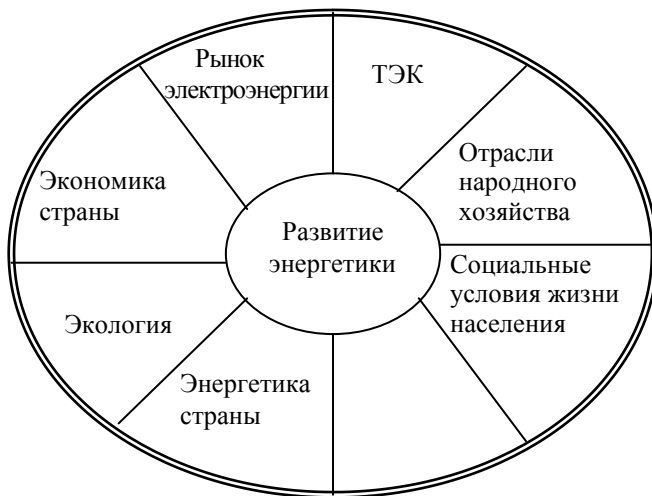 Рынок
электроэнергии
ТЭК
Отрасли
народного
хозяйства
Социальные
условия жизни
населения
Энергетика
страны
Экология
Экономика
страны
Развитие
энергетики